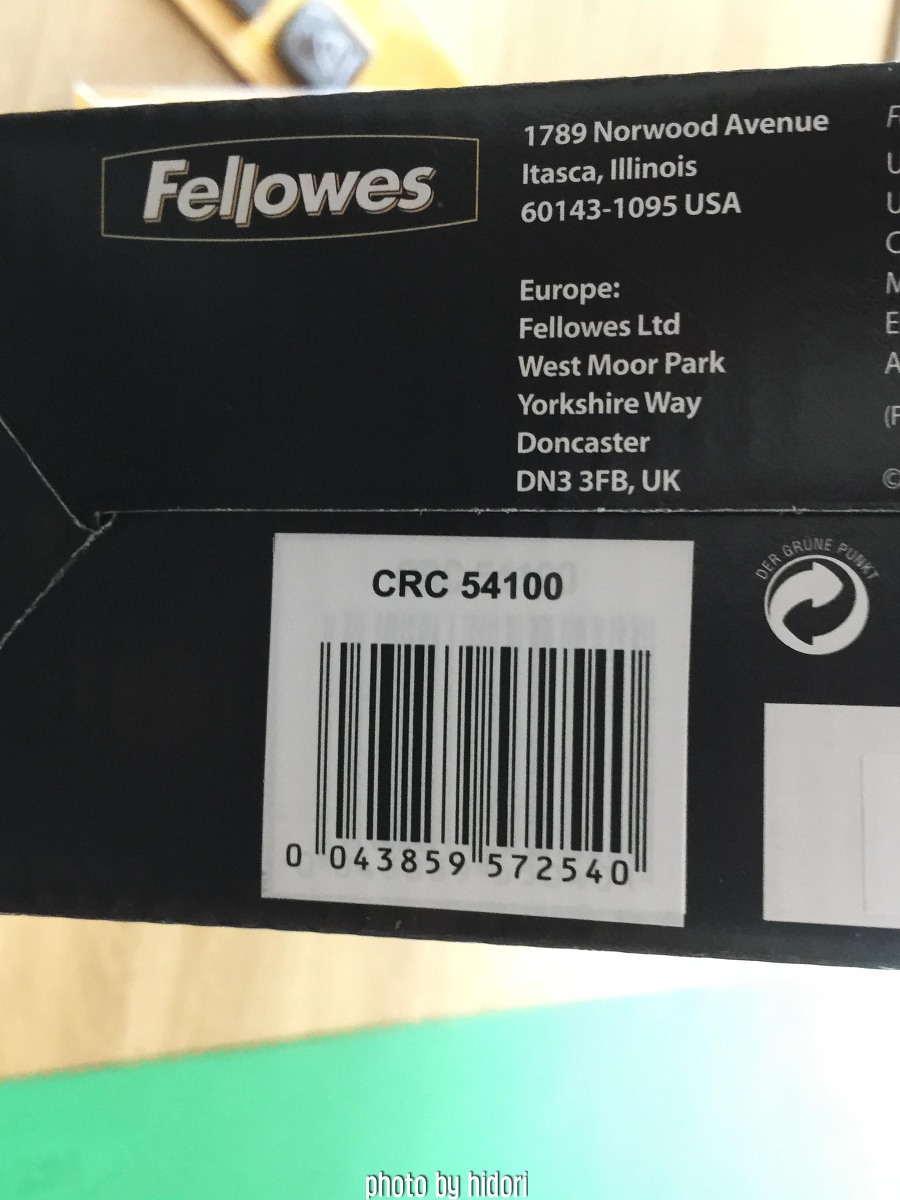 Fellowes
1789 Norwood Avenue
Itasca, Illinois
60143-1095 USA
Europe:
Fellowes Ltd
West Moor Park
Yorkshire Way
Doncaster
DN3 3FB, UK
DER GRÜNE PUNKT
CRC 54100
0 043859 572540
photo by hidori